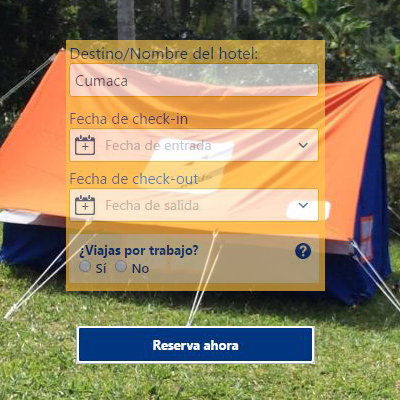 Destino/Nombre del hotel:
Cumaca
Fecha de check-in
Fecha de entrada
Fecha de check-out
Fecha de salida
¿Viajas por trabajo? ?
Sí No
Reserva ahora